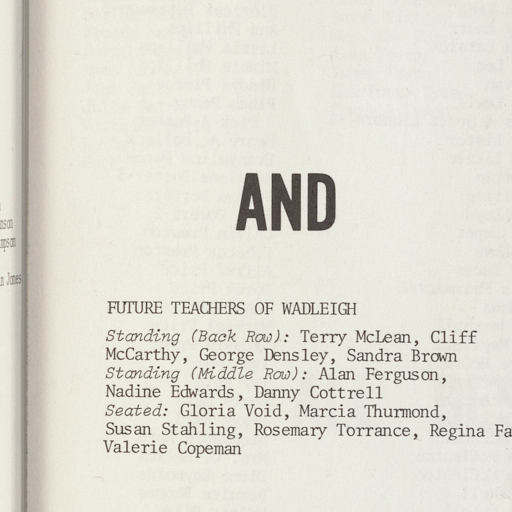 AND
FUTURE TEACHERS OF WADLEIGH
Standing (Back Row): Terry McLean, Cliff
McCarthy, George Densley, Sandra Brown
Standing (Middle Row): Alan Ferguson,
Nadine Edwards, Danny Cottrell
Seated: Gloria Void, Marcia Thurmond,
Susan Stahling, Rosemary Torrance, Regina Fa
Valerie Copeman
Jones